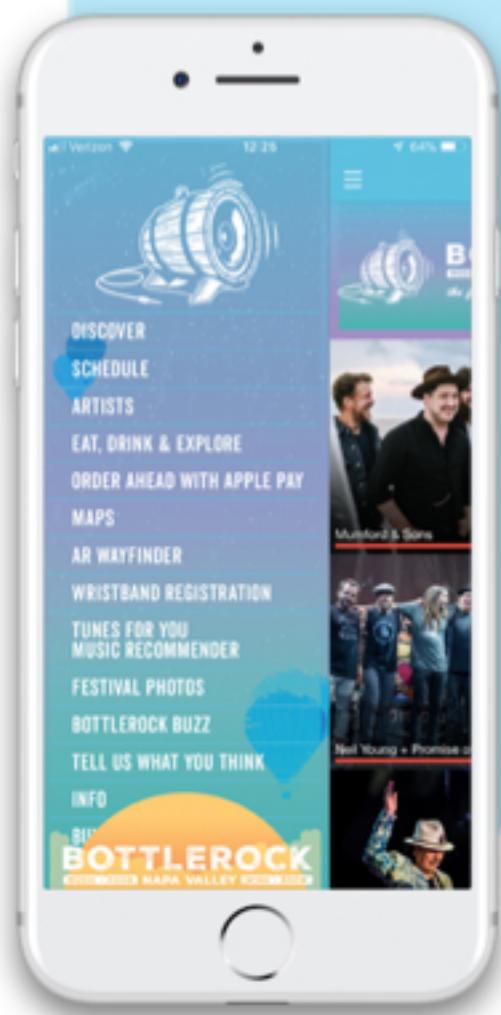 Verizon
12:25
64%
DISCOVER
SCHEDULE
ARTISTS
EAT, DRINK & EXPLORE
ORDER AHEAD WITH APPLE PAY
MAPS
AR WAYFINDER
WRISTBAND REGISTRATION
TUNES FOR YOU
MUSIC RECOMMENDER
FESTIVAL PHOTOS
BOTTLEROCK BUZZ
TELL US WHAT YOU THINK
INFO
BOTTLEROCK
NAPA VALLEY
Mumford & Sons
Neil Young + Promise